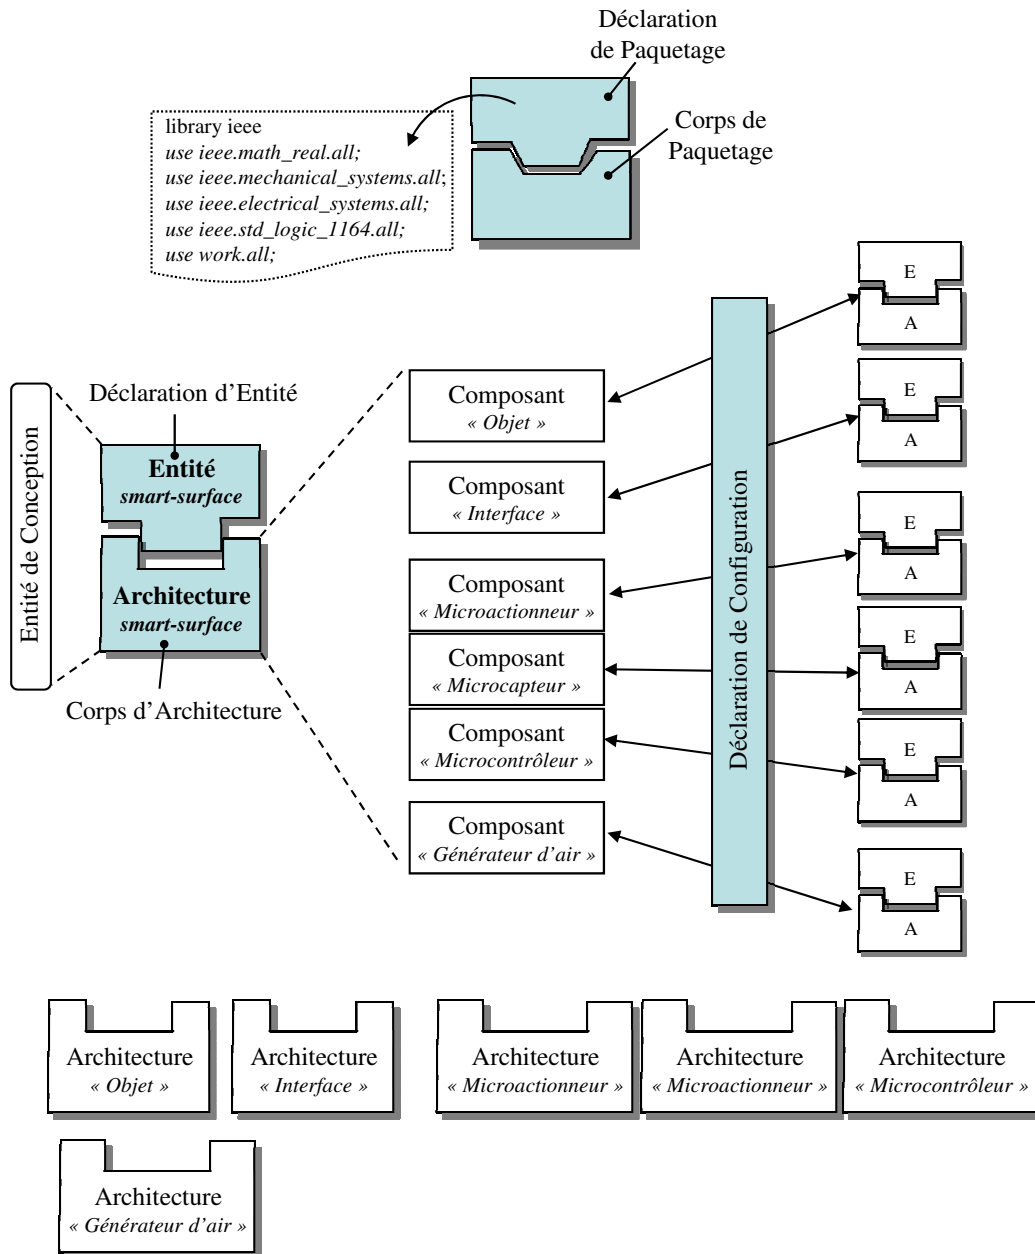 Déclaration
de Paquetage
library ieee
use ieee.math_real.all;
use ieee.mechanical_systems.all;
use ieee.electrical_systems.all;
use ieee.std_logic_1164.all;
use work.all;
Corps de
Paquetage
Entité de Conception
Déclaration d’Entité
Entité
smart-surface
Architecture
smart-surface
Corps d’Architecture
Composant
« Objet »
Composant
« Interface »
Composant
« Microactionneur »
Composant
« Microcapteur »
Composant
« Microcontrôleur »
Composant
« Générateur d’air »
Déclaration de Configuration
E
A
E
A
E
A
E
A
E
A
E
A
Architecture
« Objet »
Architecture
« Interface »
Architecture
« Microactionneur »
Architecture
« Microactionneur »
Architecture
« Microcontrôleur »
Architecture
« Générateur d’air »